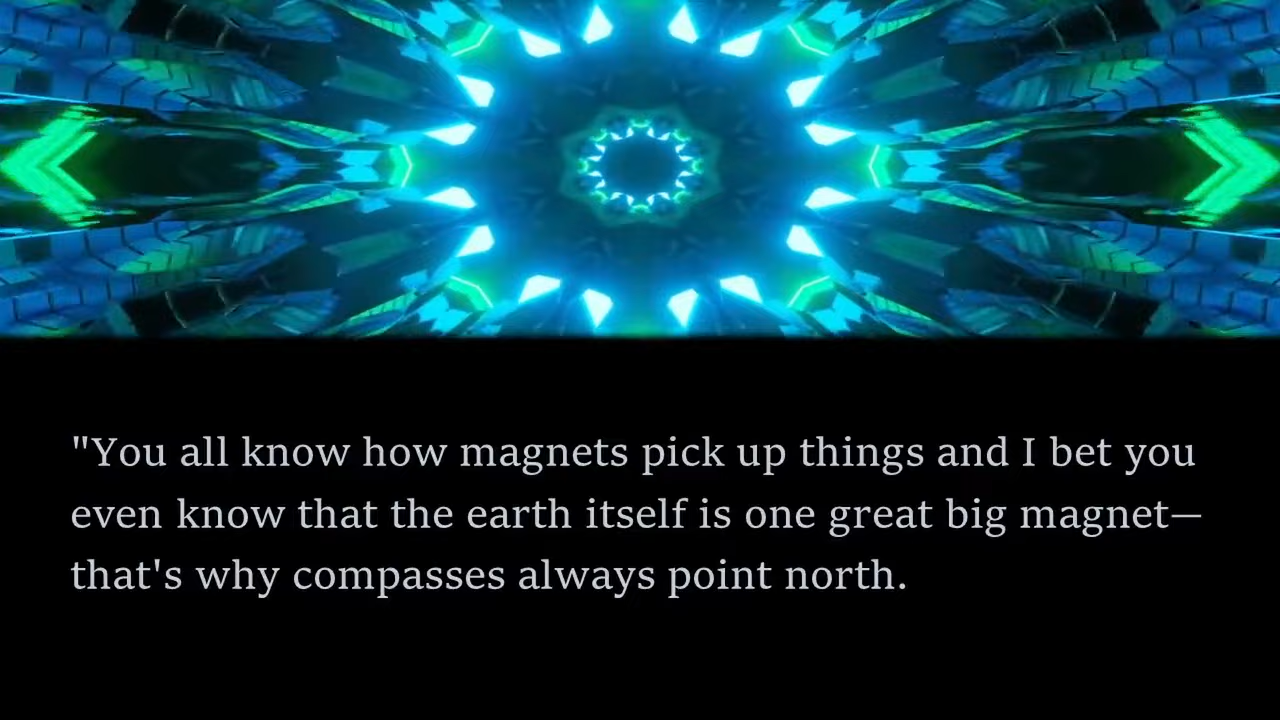 "You all know how magnets pick up things and I bet you
even know that the earth itself is one great big magnet—
that's why compasses always point north.